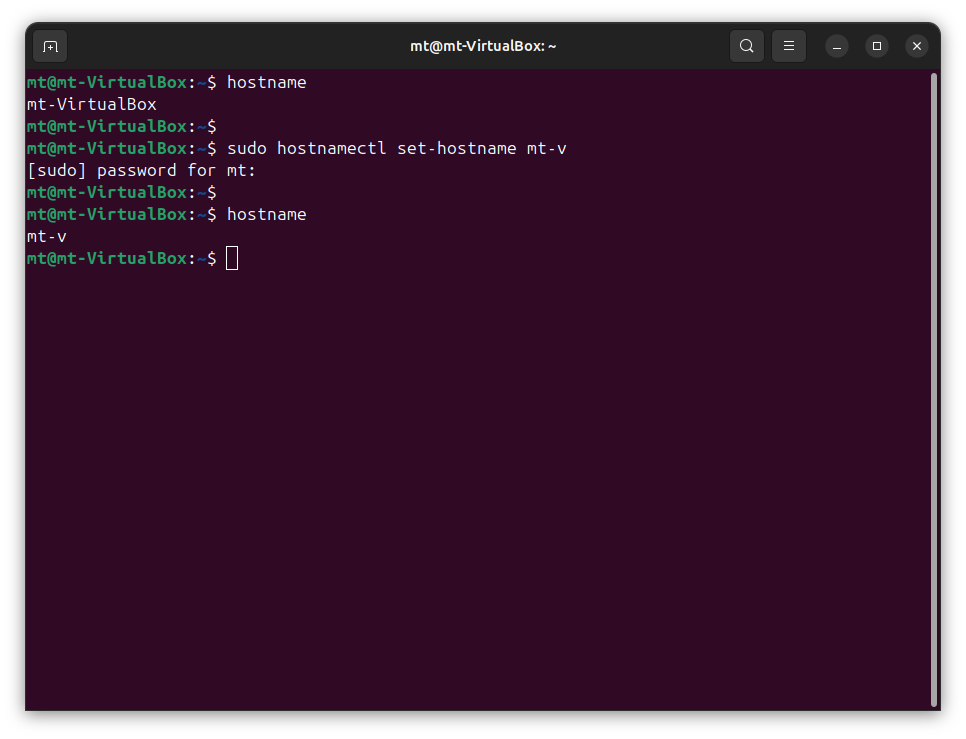 mt@mt-VirtualBox: ~
mt@mt-VirtualBox:~$ hostname
mt-VirtualBox
mt@mt-VirtualBox:~$
mt@mt-VirtualBox:~$ sudo hostnamectl set-hostname mt-v
[sudo] password for mt:
mt@mt-VirtualBox:~$
mt@mt-VirtualBox:~$ hostname
mt-v
mt@mt-VirtualBox:~$